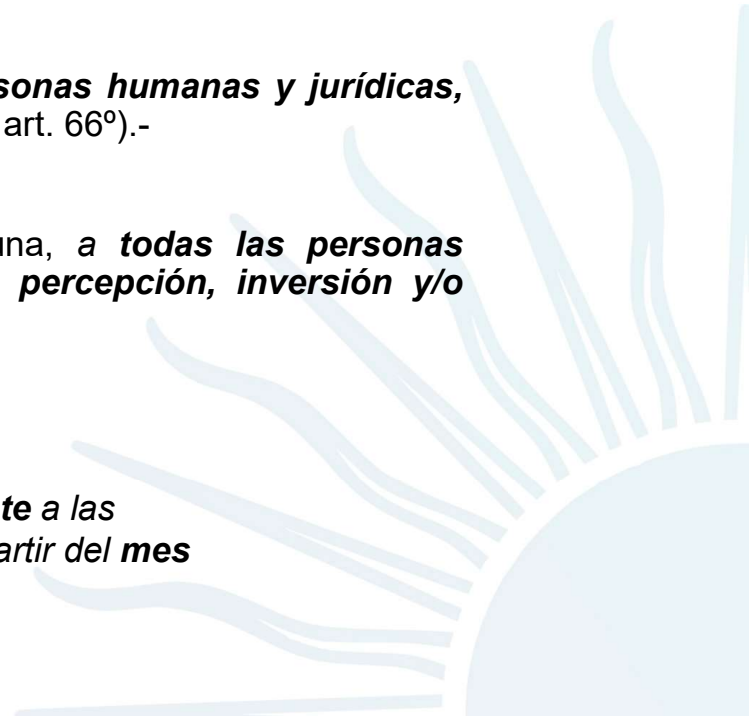 sonas humanas y jurídicas,
art. 66º).-
una, a todas las personas
percepción, inversión y/o
te a las
artir del mes